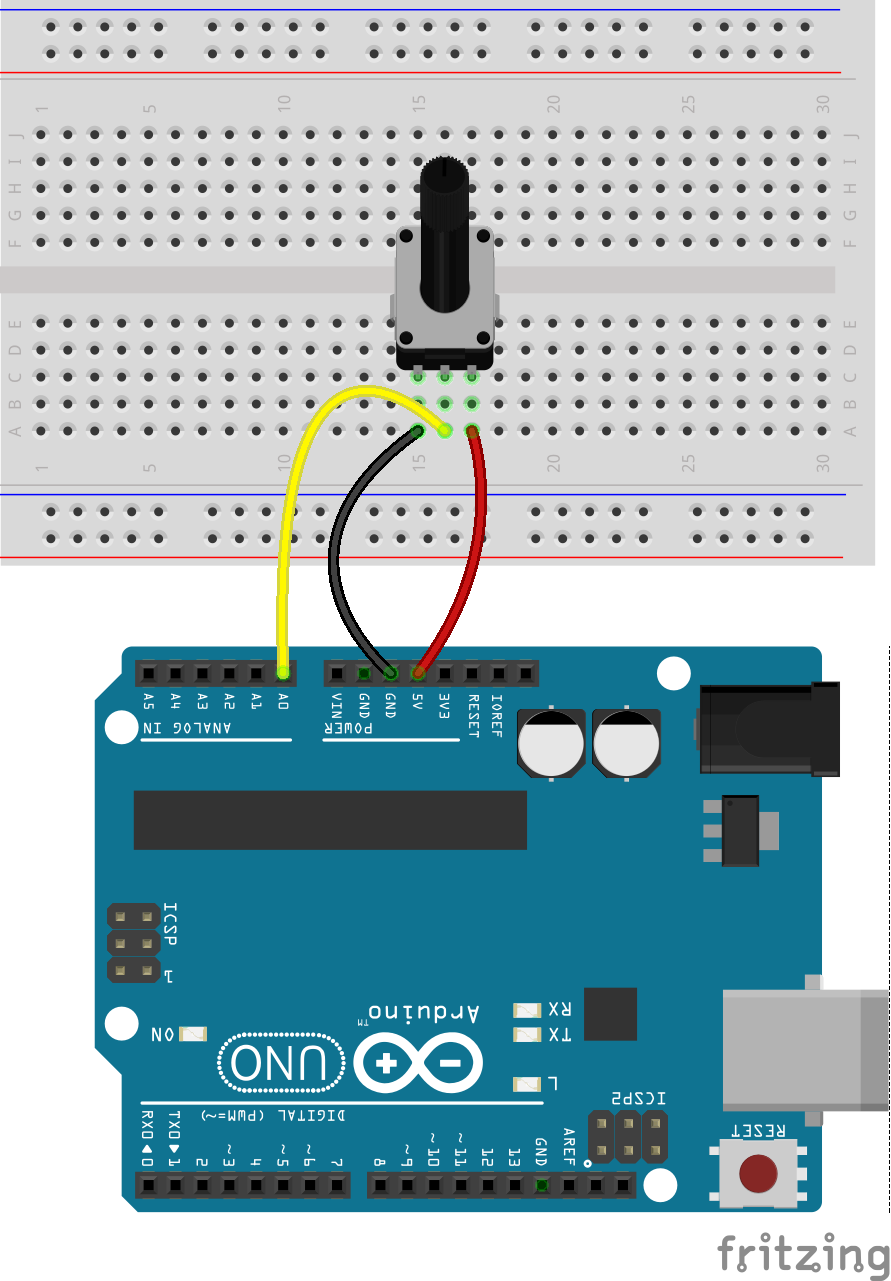 1 5 10 15 20 25 30
J J
I I
H H
G G
F F
E E
D D
C C
B B
A A
1 5 10 15 20 25 30
A5 A4 A3 A2 A1 A0 VIN GND GND 5V 3V3 RESET IOREF
ANALOG IN POWER
ICSP
1
Arduino™
RX
ON TX
UNO
L
ICSP2
DIGITAL (PWM=~)
RESET
RX0 TX0
0 1 2 ~3 4 ~5 ~6 7 8 ~9 ~10 ~11 12 13 GND AREF
fritzing